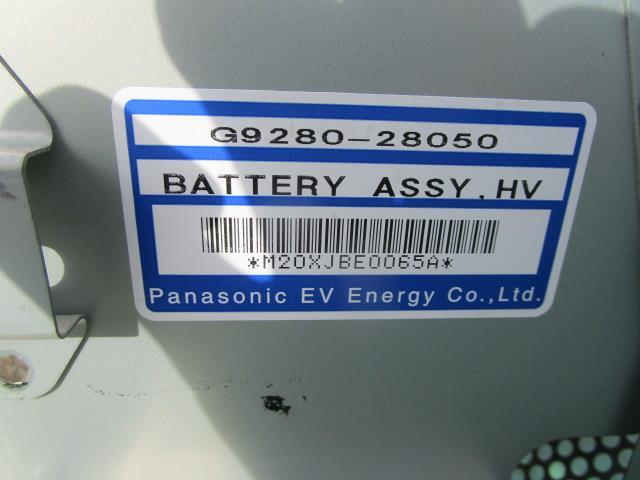 G9280-28050
BATTERY ASSY,HV
*M20XJBE0065A*
Panasonic EV Energy Co.,Ltd.